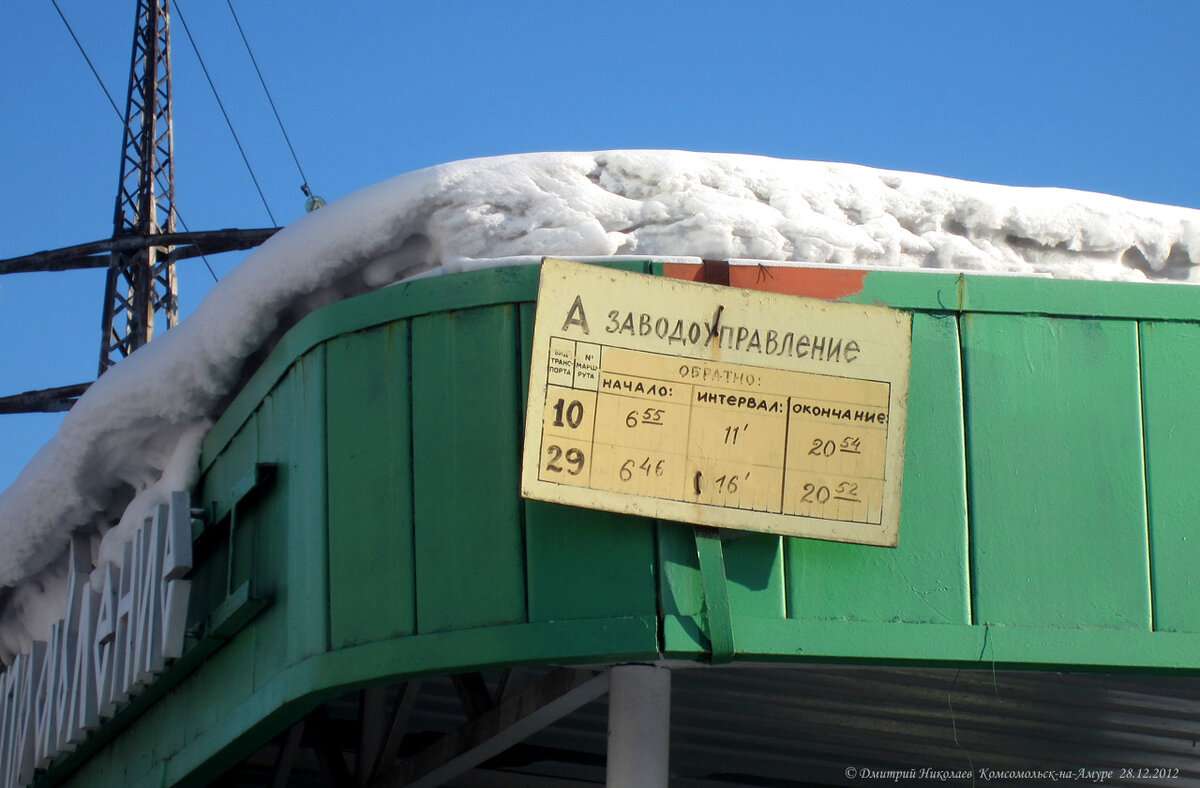 А ЗАВОДОУПРАВЛЕНИЕ
ВИД ТРАНС- ПОРТА
N° МАРШ- РУТА
ОБРАТНО:
НАЧАЛО: ИНТЕРВАЛ: ОКОНЧАНИЕ
10 6 55 11' 20 54
29 6 46 16' 20 52
© Дмитрий Николаев Комсомольск-на-Амуре 28.12.2012